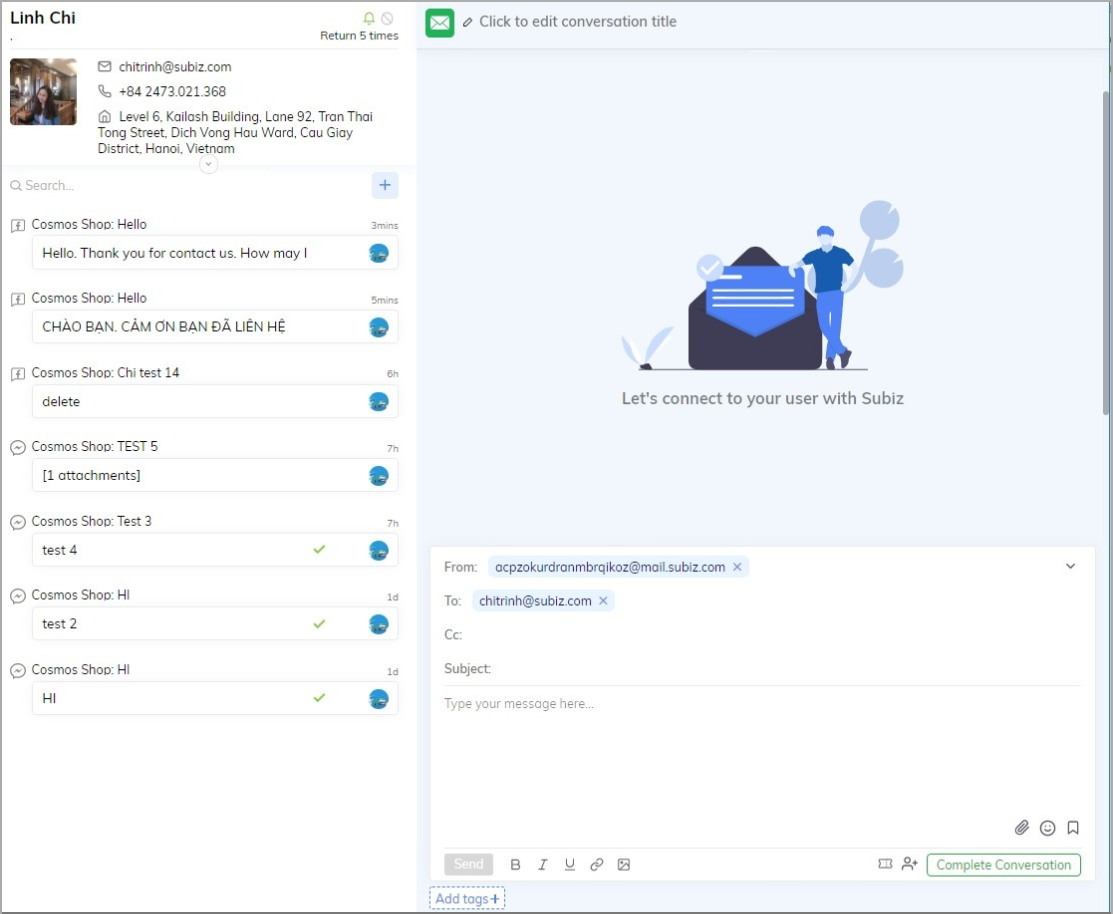 Linh Chi
.
Return 5 times
chitrinh@subiz.com
+84 2473.021.368
Level 6, Kailash Building, Lane 92, Tran Thai
Tong Street, Dich Vong Hau Ward, Cau Giay
District, Hanoi, Vietnam
Search...
+
Cosmos Shop: Hello
3mins
Hello. Thank you for contact us. How may I
Cosmos Shop: Hello
5mins
CHÀO BẠN. CẢM ƠN BẠN ĐÃ LIÊN HỆ
Cosmos Shop: Chi test 14
6h
delete
Cosmos Shop: TEST 5
7h
[1 attachments]
Cosmos Shop: Test 3
7h
test 4
Cosmos Shop: HI
1d
test 2
Cosmos Shop: HI
1d
HI
Click to edit conversation title
Let's connect to your user with Subiz
From: acpzokurdranmbrqikoz@mail.subiz.com ×
To: chitrinh@subiz.com ×
Cc:
Subject:
Type your message here...
Send B I U
Complete Conversation
Add tags+